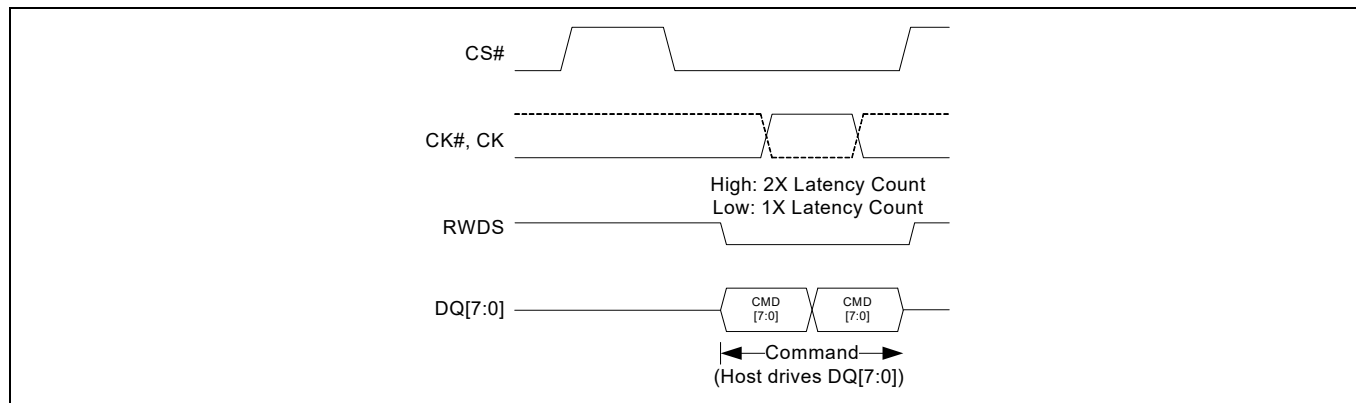 CS#
CK#, CK
High: 2X Latency Count
Low: 1X Latency Count
RWDS
DQ[7:0]
CMD
[7:0]
CMD
[7:0]
Command
(Host drives DQ[7:0])